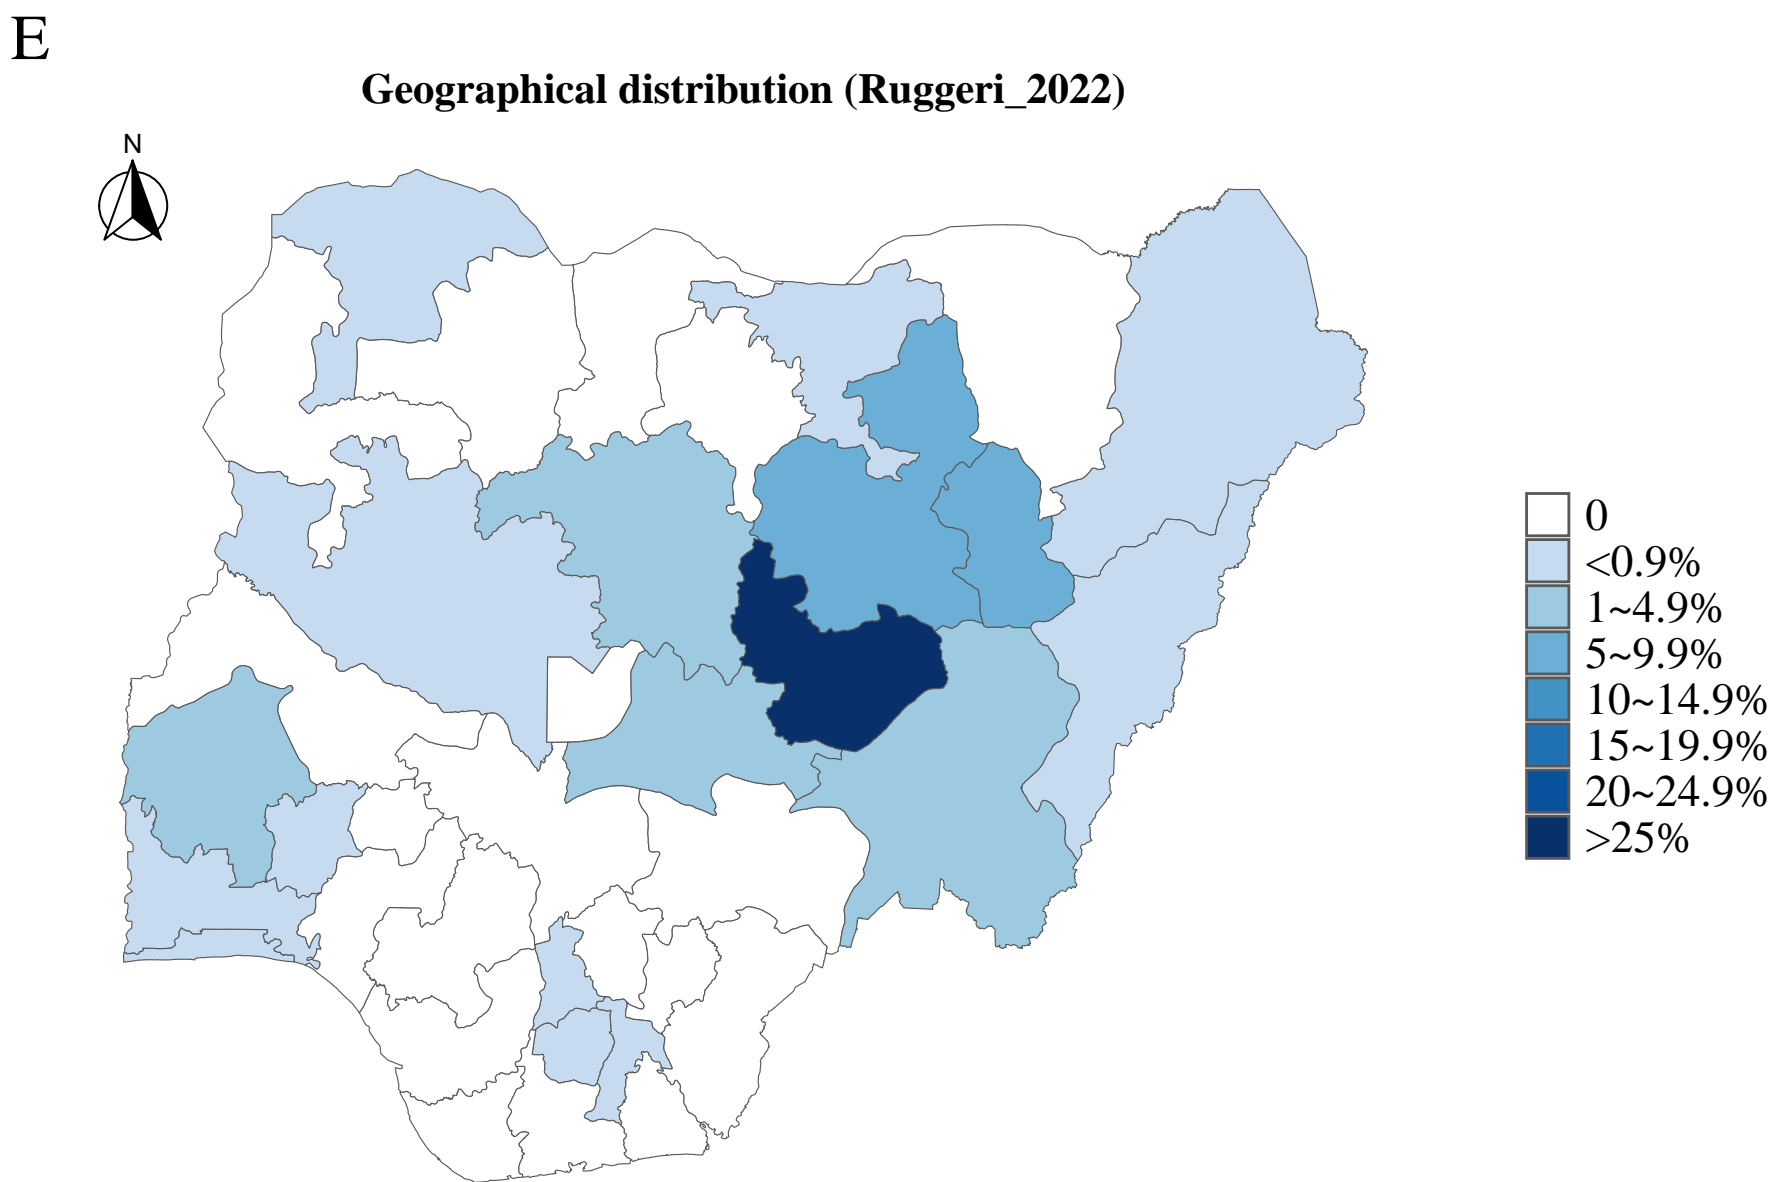 E
Geographical distribution (Ruggeri_2022)
N
0
<0.9%
1~4.9%
5~9.9%
10~14.9%
15~19.9%
20~24.9%
>25%